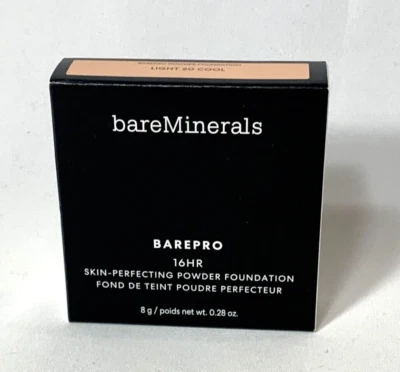 LIGHT 20 COOL
bareMinerals
BAREPRO
16HR
SKIN-PERFECTING POWDER FOUNDATION
FOND DE TEINT POUDRE PERFECTEUR
8 g / poids net wt. 0.28 oz.